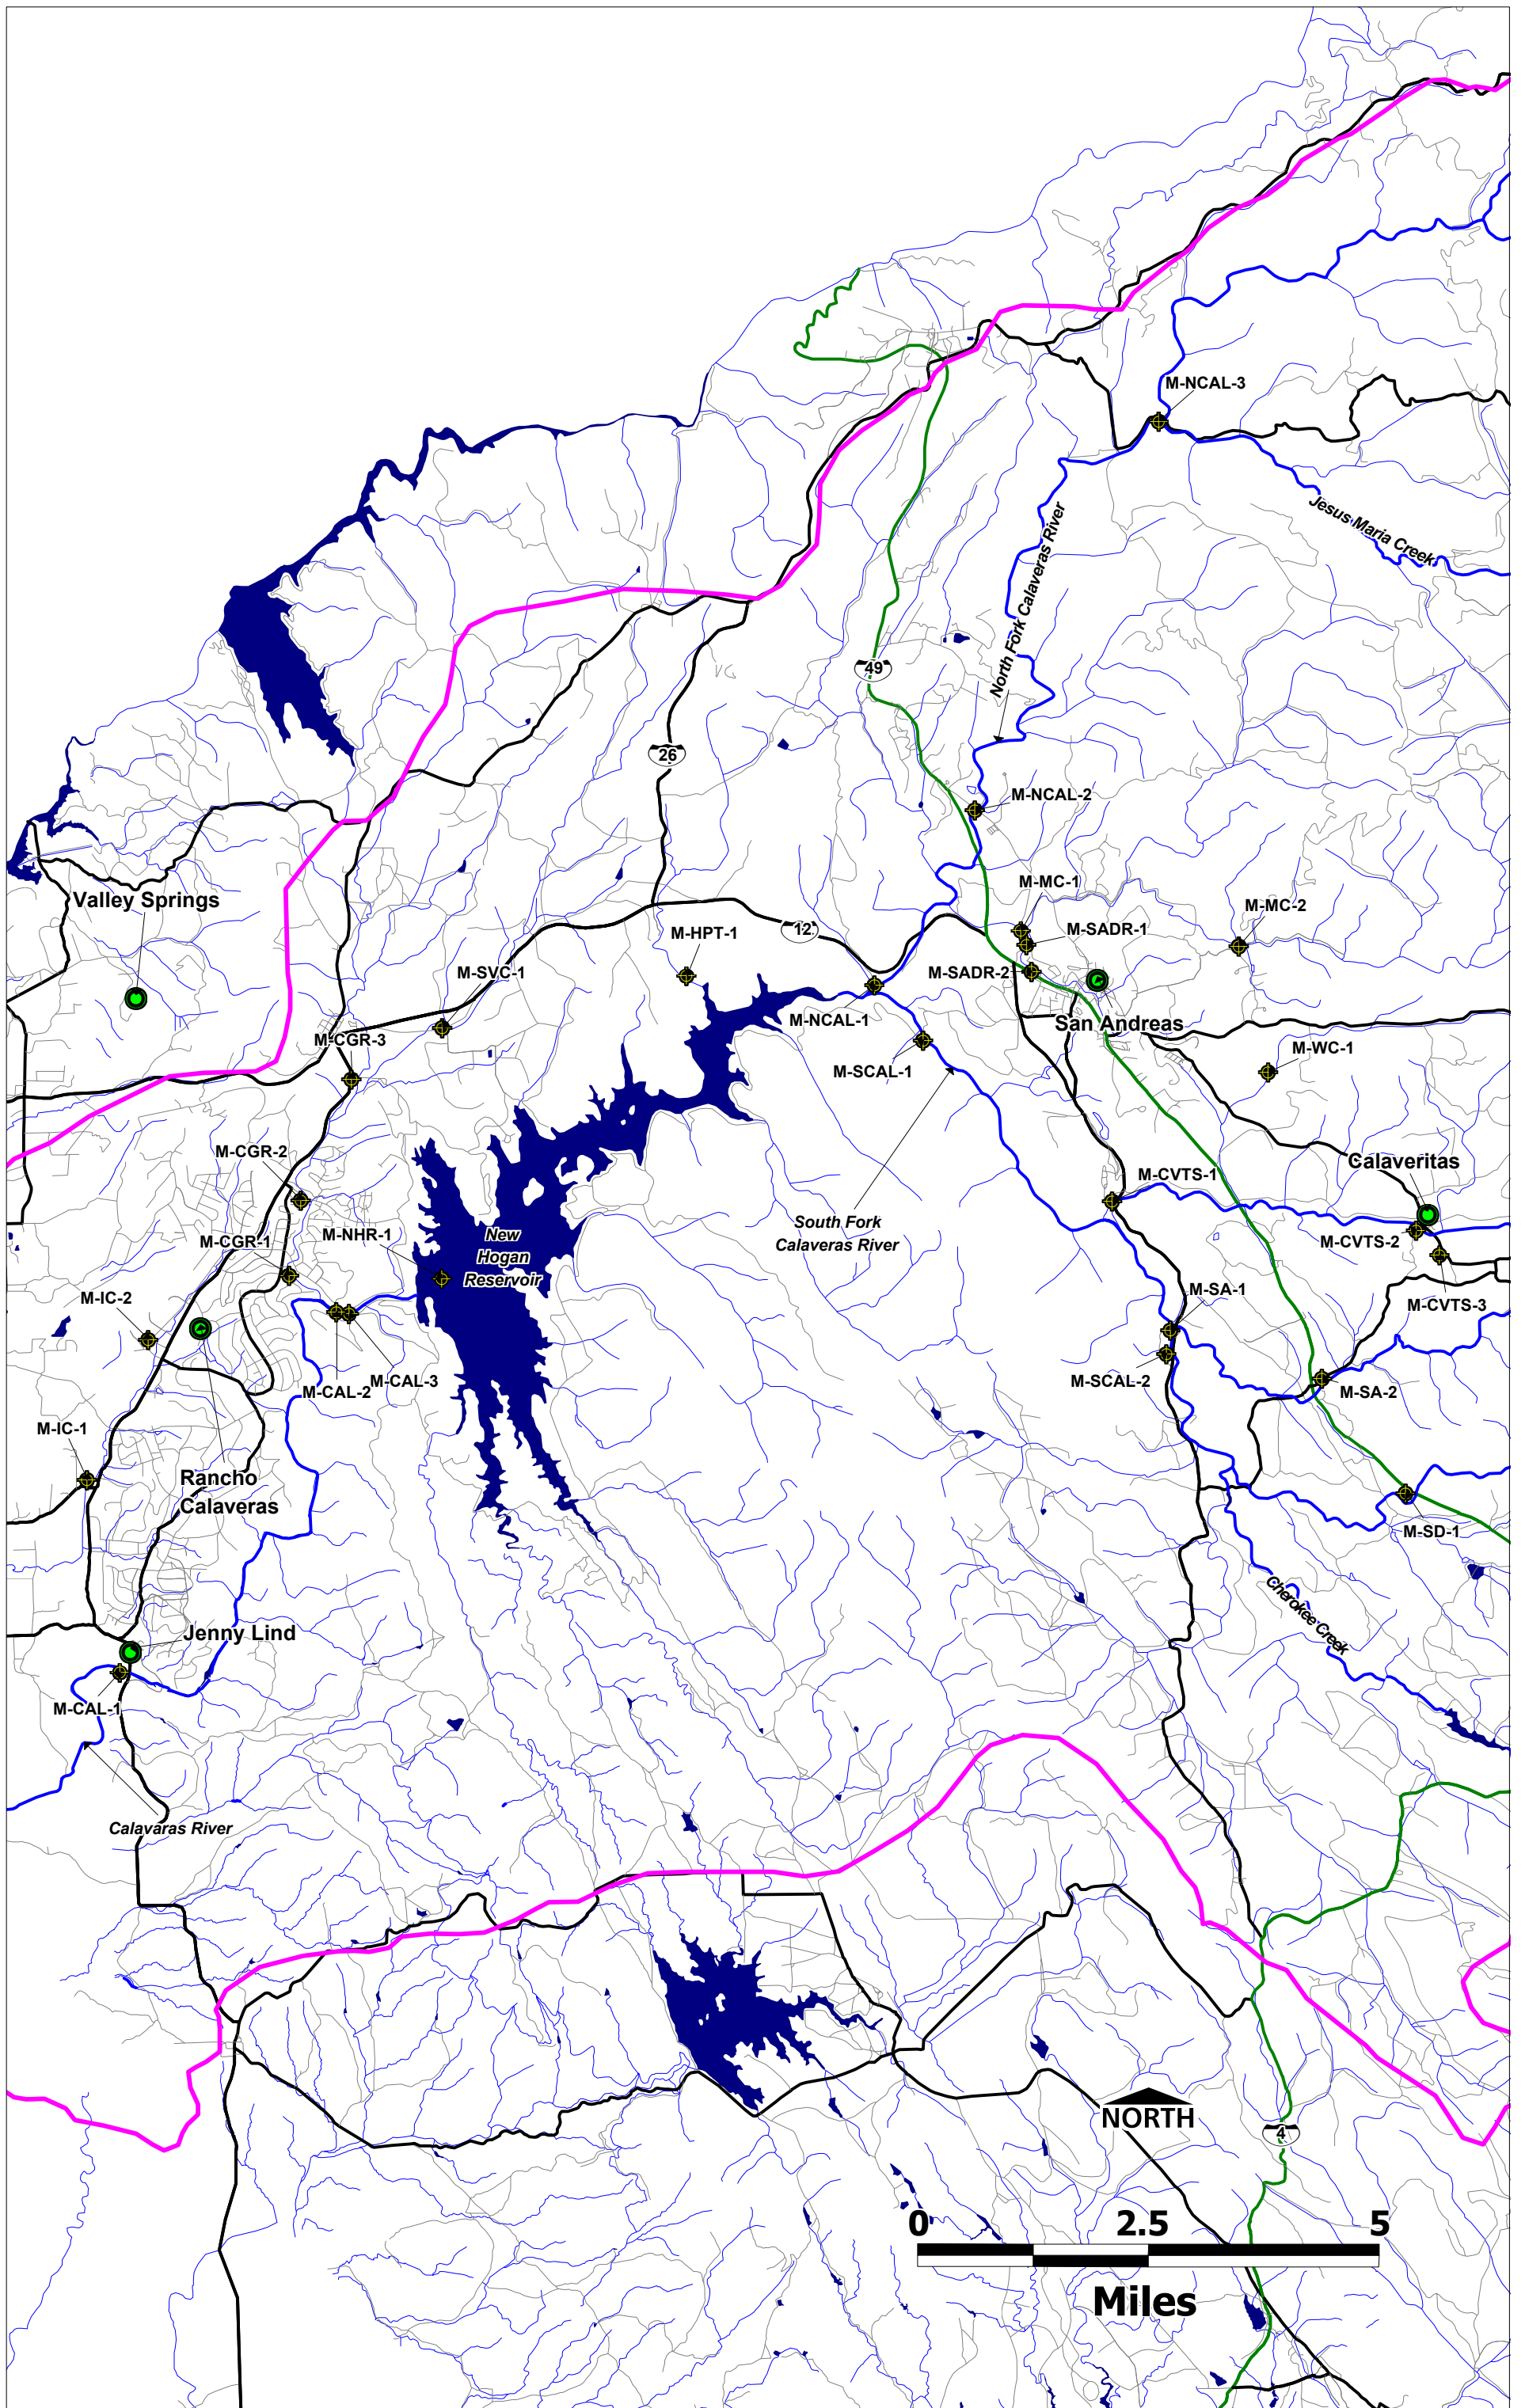 M-NCAL-3
Jesus Maria Creek
North Fork Calaveras River
49
26
M-NCAL-2
M-MC-1
Valley Springs
M-MC-2
12
M-SADR-1
M-HPT-1
M-SVC-1
M-SADR-2
M-NCAL-1
San Andreas
M-CGR-3
M-WC-1
M-SCAL-1
M-CGR-2
Calaveritas
M-CVTS-1
South Fork
Calaveras River
New
Hogan
Reservoir
M-NHR-1
M-CGR-1
M-CVTS-2
M-IC-2
M-SA-1
M-CVTS-3
M-CAL-2
M-CAL-3
M-SCAL-2
M-SA-2
M-IC-1
Rancho
Calaveras
M-SD-1
Cherokee Creek
Jenny Lind
M-CAL-1
Calavaras River
NORTH
4
0 2.5 5
Miles